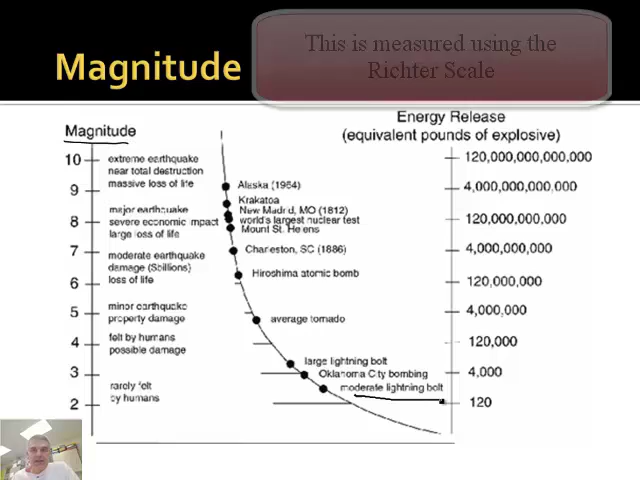 Magnitude
This is measured using the
Richter Scale
Magnitude
Energy Release
(equivalent pounds of explosive)
10
extreme earthquake
near total destruction
massive loss of life
120,000,000,000,000
9
Alaska (1964)
4,000,000,000,000
Krakatoa
8
major earthquake
severe economic impact
large loss of life
New Madrid, MO (1812)
world's largest nuclear test
Mount St. Helens
120,000,000,000
7
Charleston, SC (1886)
4,000,000,000
moderate earthquake
damage ($billions)
loss of life
6
Hiroshima atomic bomb
120,000,000
5
minor earthquake
property damage
average tornado
4,000,000
4
felt by humans
possible damage
120,000
large lightning bolt
3
Oklahoma City bombing
4,000
rarely felt
by humans
moderate lightning bolt
2
120